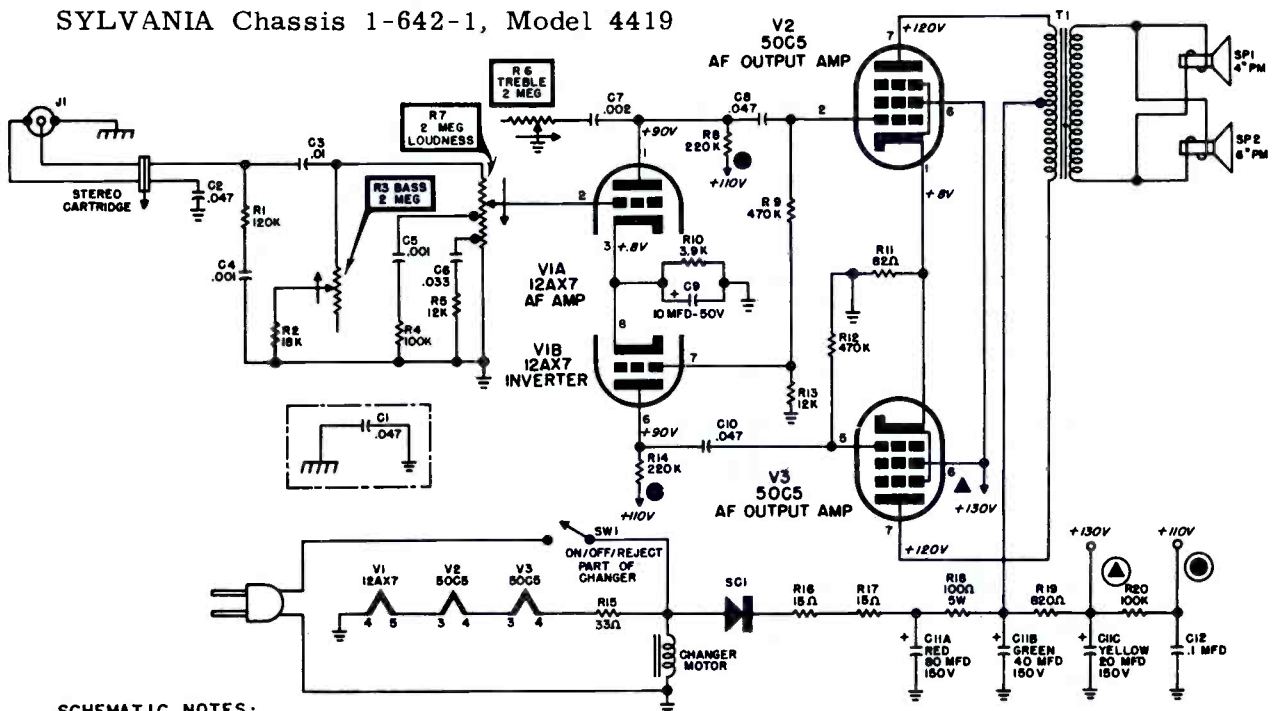 SYLVANIA Chassis 1-642-1, Model 4419
J1
STEREO
CARTRIDGE
C2
.047
R1
120K
C4
.001
C3
.01
R2
18K
R3 BASS
2 MEG
C5
.001
R4
100K
C6
.033
R5
12K
R7
2 MEG
LOUDNESS
R6
TREBLE
2 MEG
C7
.002
+90V
1
2
3
+.8V
V1A
12AX7
AF AMP
R10
3.9K
C9
+
10 MFD-50V
8
V1B
12AX7
INVERTER
7
6
+90V
R8
220K
+110V
C8
.047
R9
470K
R13
12K
C10
.047
R14
220K
+110V
V2
50C5
AF OUTPUT AMP
7
+120V
2
6
1
+8V
R11
82Ω
R12
470K
5
6
V3
50C5
AF OUTPUT AMP
7
+120V
+130V
T1
SP1
4" PM
SP2
6" PM
C1
.047
SW1
ON/OFF/REJECT
PART OF
CHANGER
V1
12AX7
4 5
V2
50C5
3 4
V3
50C5
3 4
R15
33Ω
CHANGER
MOTOR
SC1
R16
15Ω
R17
15Ω
R18
100Ω
5W
R19
820Ω
R20
100K
+130V
+110V
+
C11A
RED
80 MFD
150V
+
C11B
GREEN
40 MFD
150V
+
C11C
YELLOW
20 MFD
150V
C12
.1 MFD
SCHEMATIC NOTES: